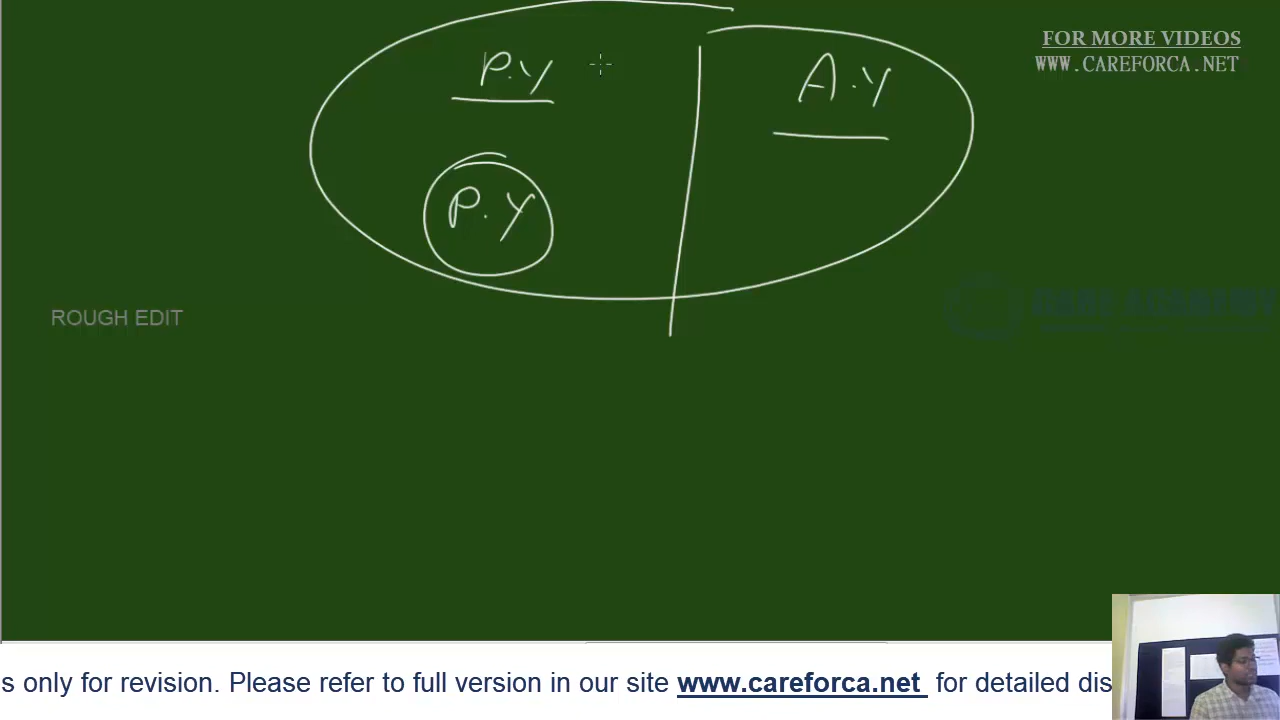 FOR MORE VIDEOS
WWW.CAREFORCA.NET
P.Y
A.Y
P.Y
ROUGH EDIT
s only for revision. Please refer to full version in our site www.careforca.net for detailed dis